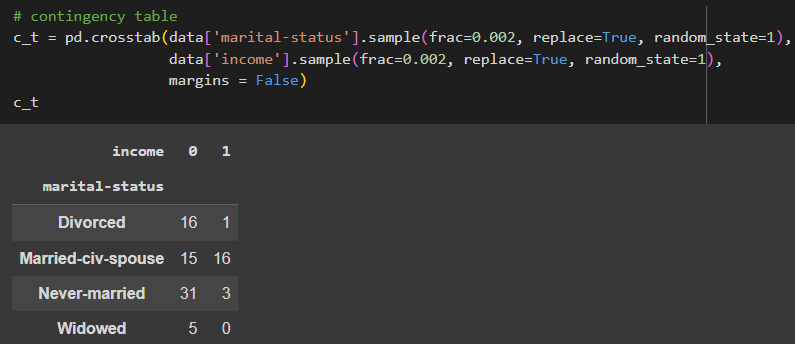 # contingency table
c_t = pd.crosstab(data['marital-status'].sample(frac=0.002, replace=True, random_state=1),
data['income'].sample(frac=0.002, replace=True, random_state=1),
margins = False)
c_t
income 0 1
marital-status
Divorced 16 1
Married-civ-spouse 15 16
Never-married 31 3
Widowed 5 0